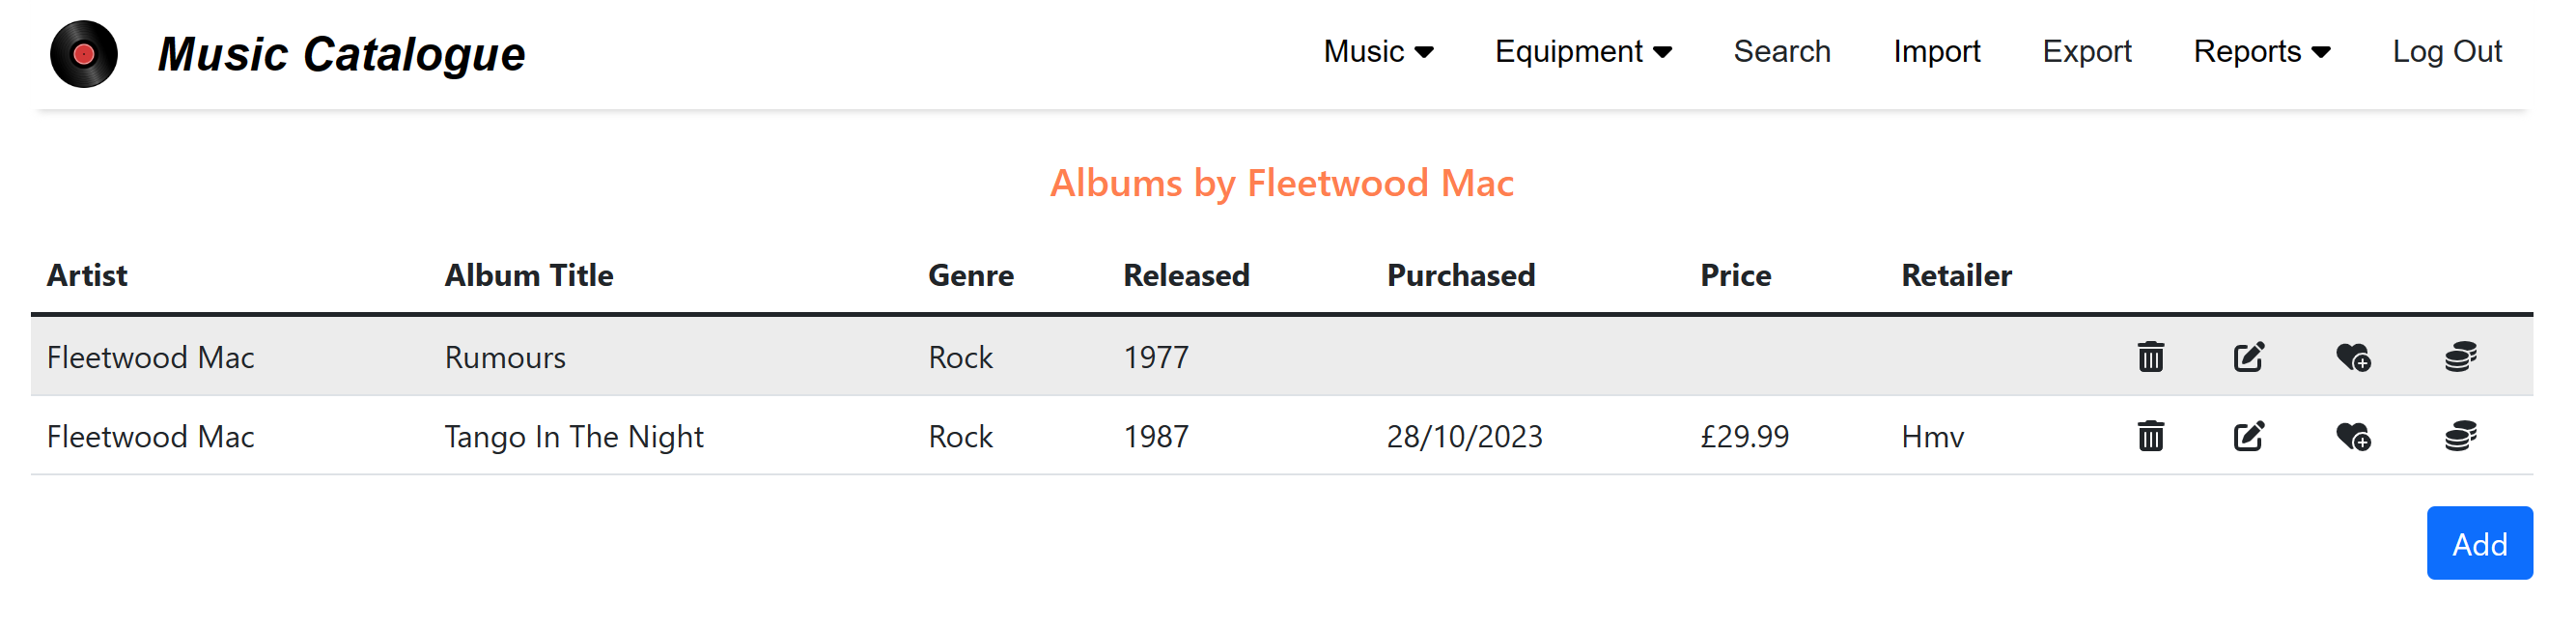 Music Catalogue Music Equipment Search Import Export Reports Log Out
Albums by Fleetwood Mac
Artist Album Title Genre Released Purchased Price Retailer
Fleetwood Mac Rumours Rock 1977
Fleetwood Mac Tango In The Night Rock 1987 28/10/2023 £29.99 Hmv
Add